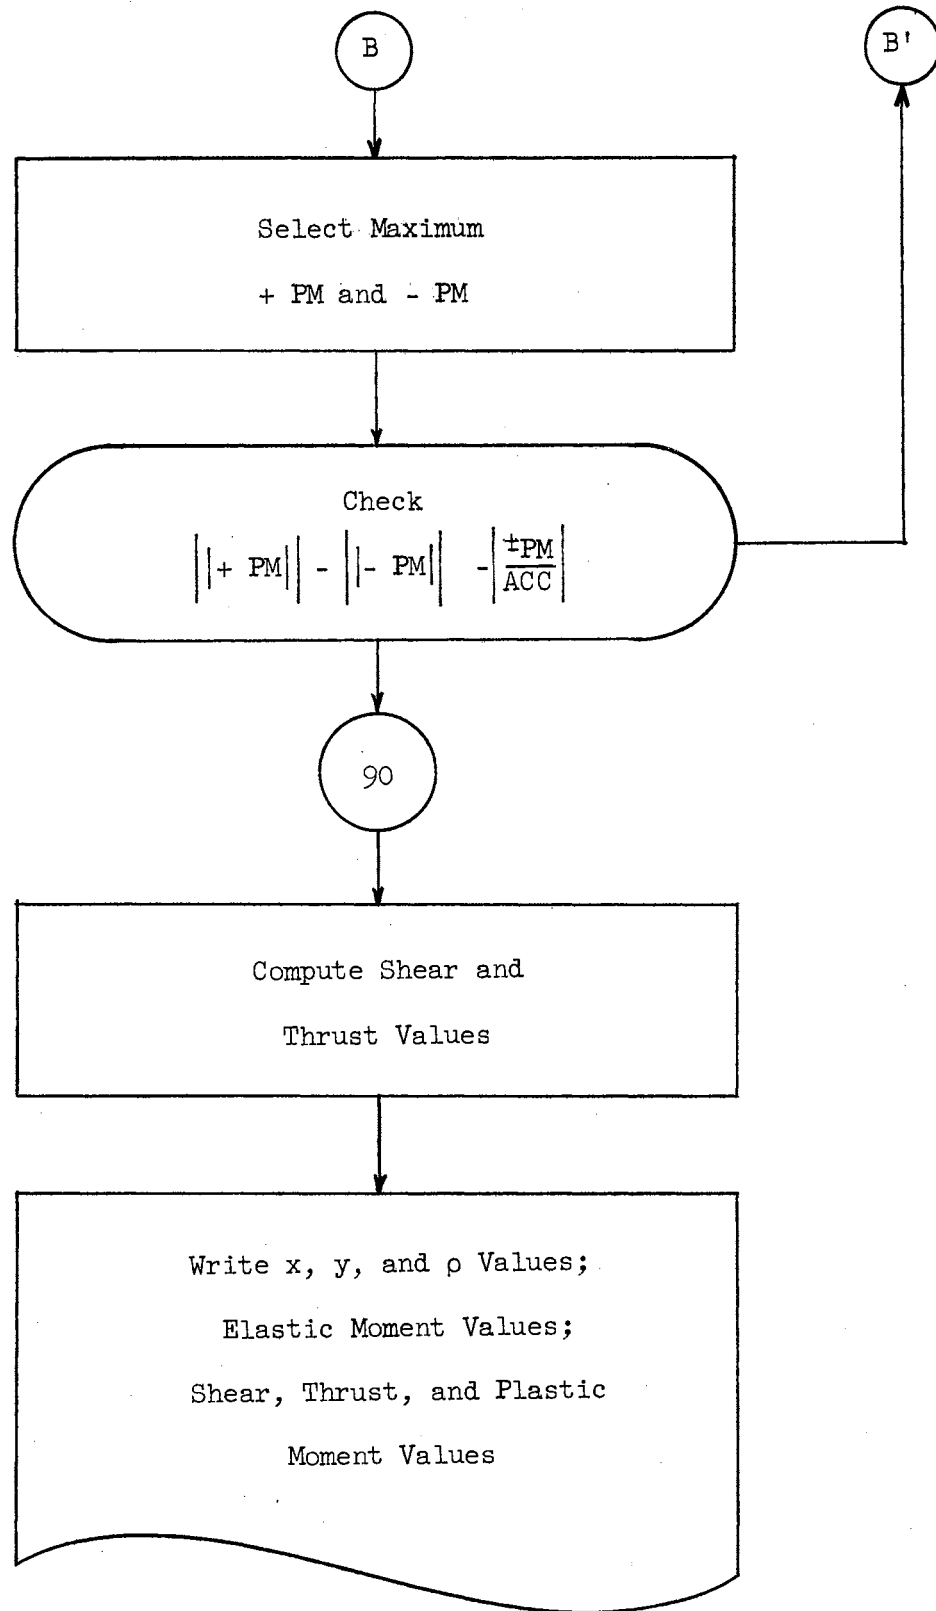 B
B'
Select Maximum
+ PM and - PM
Check
||+ PM|| - ||- PM|| -|±PM/ACC|
90
Compute Shear and
Thrust Values
Write x, y, and ρ Values;
Elastic Moment Values;
Shear, Thrust, and Plastic
Moment Values